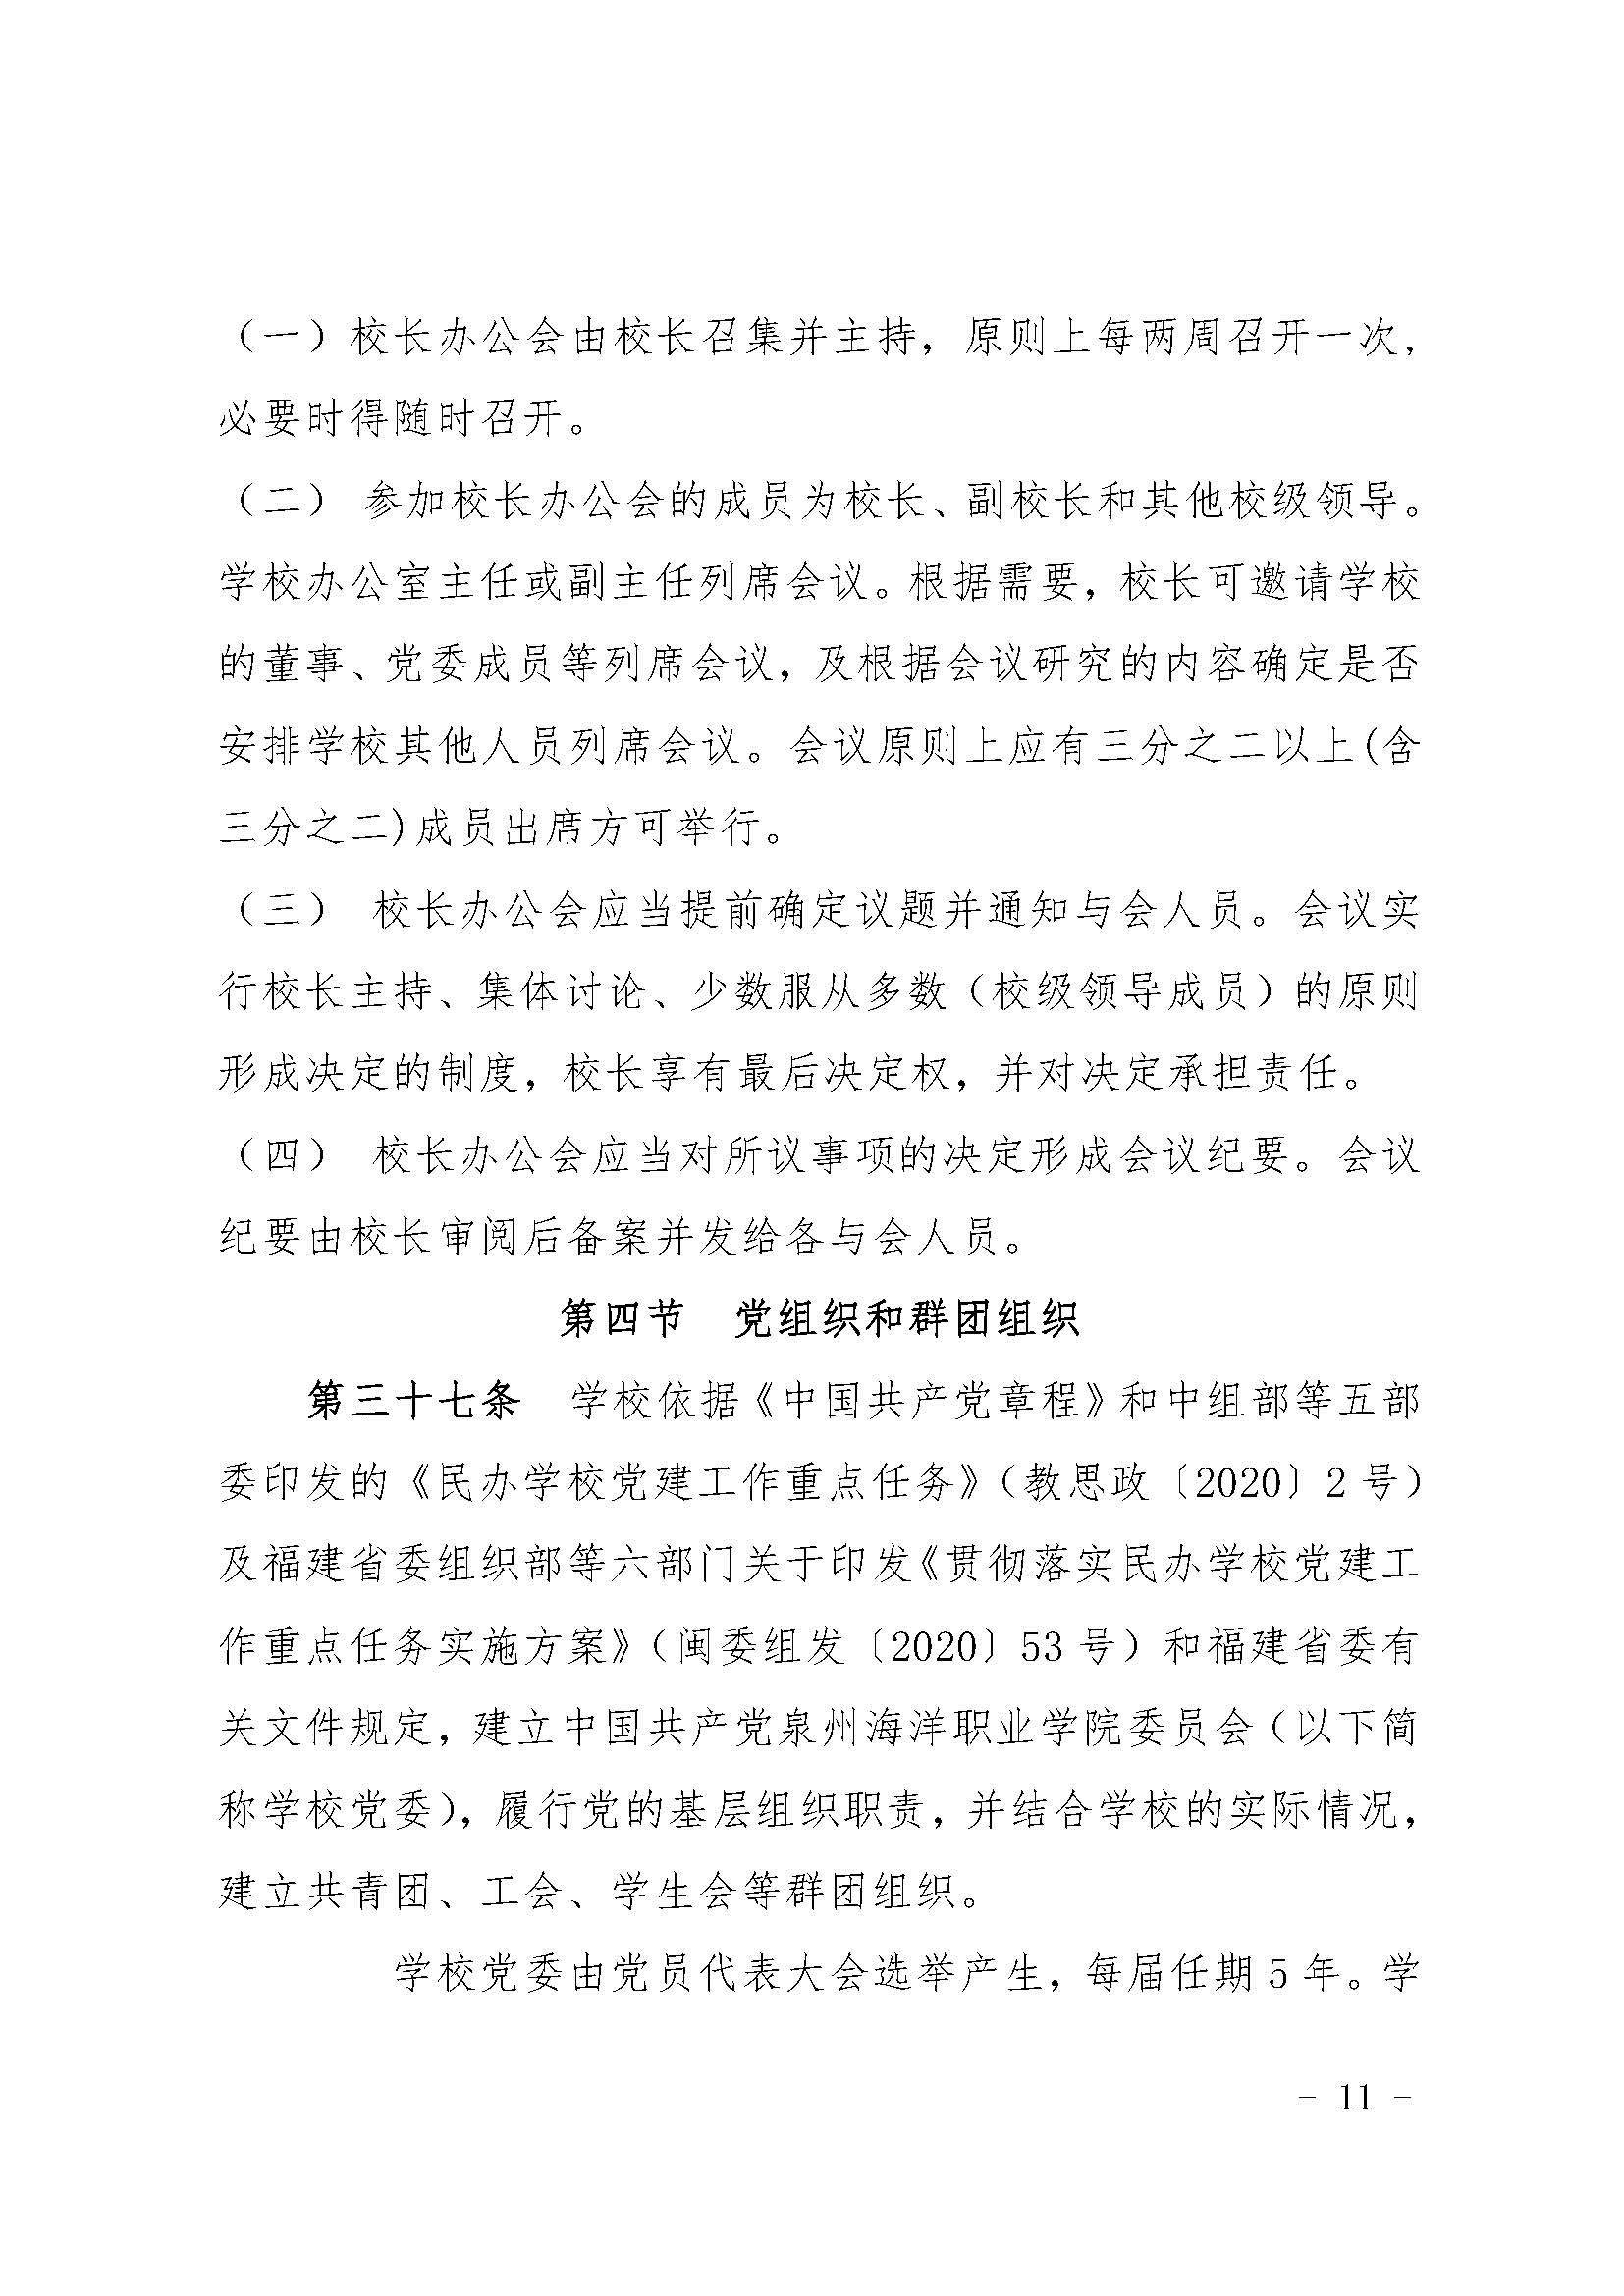 （一）校长办公会由校长召集并主持，原则上每两周召开一次，
必要时得随时召开。
（二） 参加校长办公会的成员为校长、副校长和其他校级领导。
学校办公室主任或副主任列席会议。根据需要，校长可邀请学校
的董事、党委成员等列席会议，及根据会议研究的内容确定是否
安排学校其他人员列席会议。会议原则上应有三分之二以上(含
三分之二)成员出席方可举行。
（三） 校长办公会应当提前确定议题并通知与会人员。会议实
行校长主持、集体讨论、少数服从多数（校级领导成员）的原则
形成决定的制度，校长享有最后决定权，并对决定承担责任。
（四） 校长办公会应当对所议事项的决定形成会议纪要。会议
纪要由校长审阅后备案并发给各与会人员。
第四节 党组织和群团组织
第三十七条 学校依据《中国共产党章程》和中组部等五部
委印发的《民办学校党建工作重点任务》（教思政〔2020〕2 号）
及福建省委组织部等六部门关于印发《贯彻落实民办学校党建工
作重点任务实施方案》（闽委组发〔2020〕53 号）和福建省委有
关文件规定，建立中国共产党泉州海洋职业学院委员会（以下简
称学校党委），履行党的基层组织职责，并结合学校的实际情况，
建立共青团、工会、学生会等群团组织。
学校党委由党员代表大会选举产生，每届任期 5 年。学
- 11 -